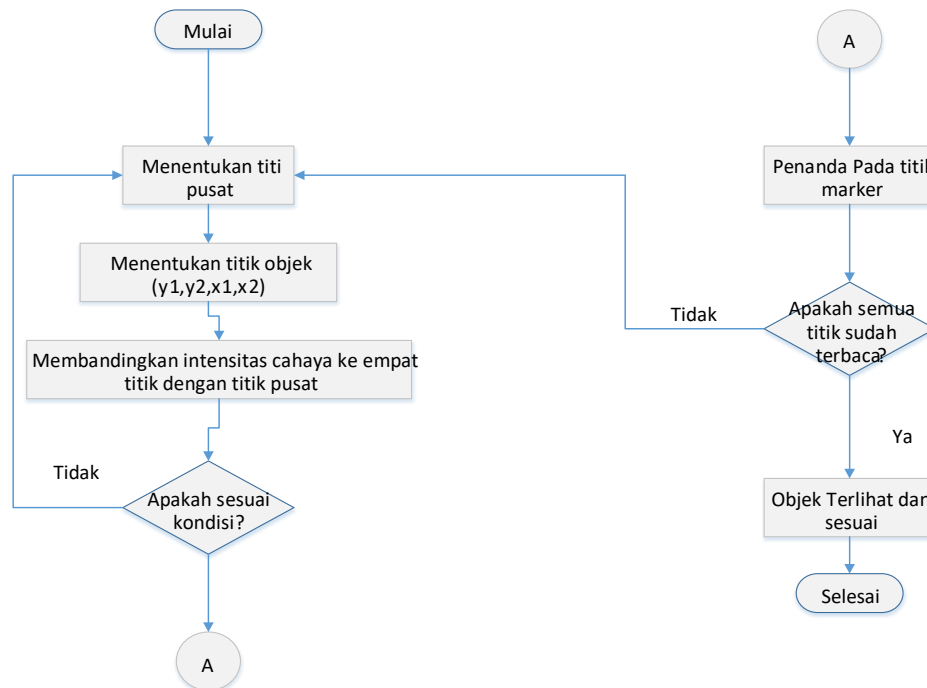 Mulai
Menentukan titi
pusat
Menentukan titik objek
(y1,y2,x1,x2)
Membandingkan intensitas cahaya ke empat
titik dengan titik pusat
Tidak
Apakah sesuai
kondisi?
A
A
Penanda Pada titik
marker
Tidak
Apakah semua
titik sudah
terbaca?
Ya
Objek Terlihat dan
sesuai
Selesai